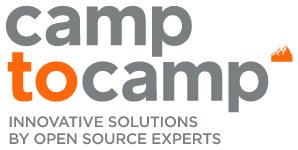 camp
tocamp
INNOVATIVE SOLUTIONS
BY OPEN SOURCE EXPERTS